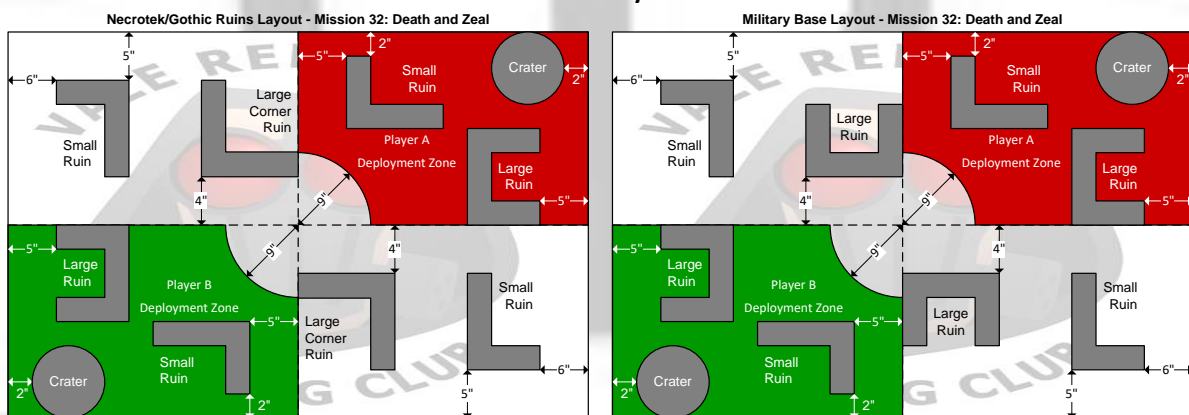 Necrotek/Gothic Ruins Layout - Mission 32: Death and Zeal
5"
2"
6"
5"
Small
Ruin
Crater
2"
Large
Corner
Ruin
Small
Ruin
Player A
Deployment Zone
Large
Ruin
5"
4"
9"
9"
4"
5"
Large
Ruin
Player B
Deployment Zone
5"
Small
Ruin
Large
Corner
Ruin
Small
Ruin
Crater
2"
2"
5"
6"
Military Base Layout - Mission 32: Death and Zeal
5"
2"
6"
5"
Small
Ruin
Crater
2"
Large
Ruin
Small
Ruin
Player A
Deployment Zone
Large
Ruin
5"
4"
9"
9"
4"
5"
Large
Ruin
Player B
Deployment Zone
5"
Small
Ruin
Large
Ruin
Small
Ruin
Crater
2"
2"
5"
6"